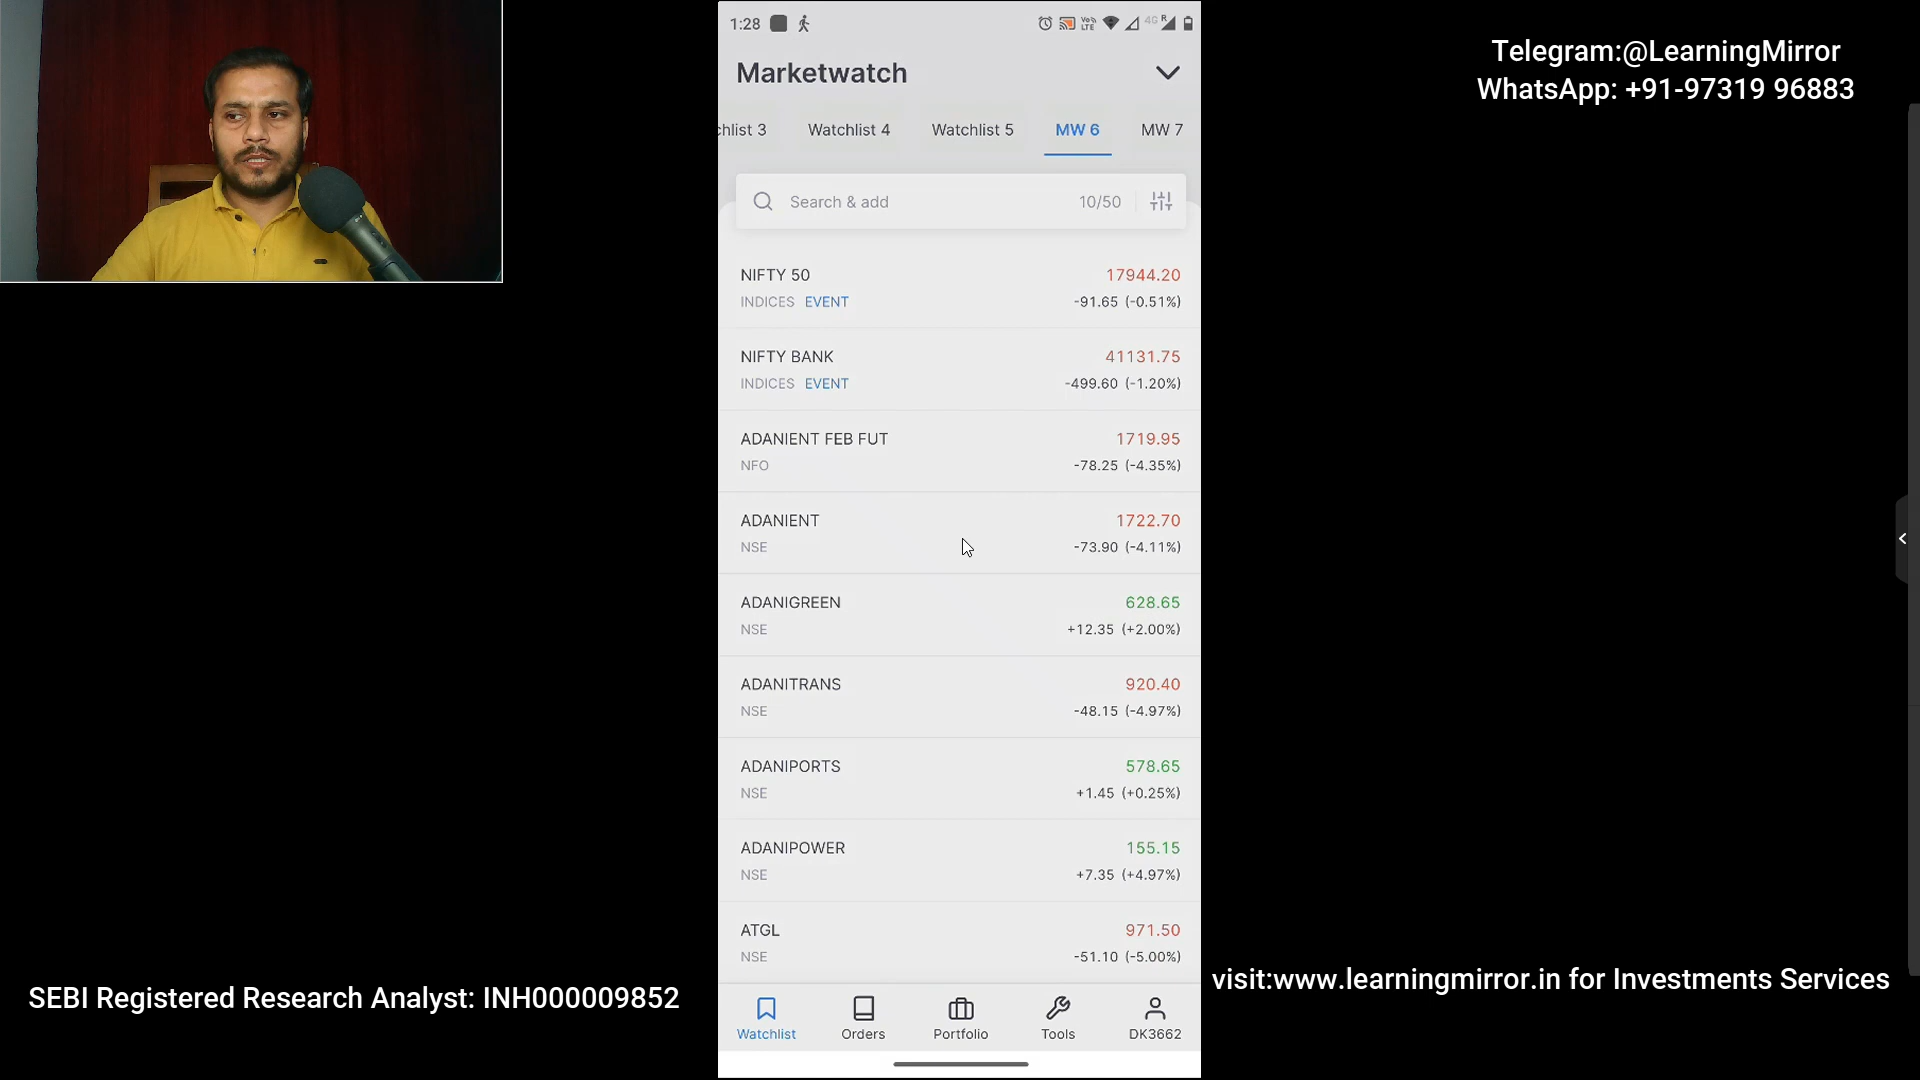 1:28
Vo LTE
4G
R
Telegram:@LearningMirror
WhatsApp: +91-97319 96883
Marketwatch
chlist 3 Watchlist 4 Watchlist 5 MW 6 MW 7
Search & add 10/50
NIFTY 50 17944.20
INDICES EVENT -91.65 (-0.51%)
NIFTY BANK 41131.75
INDICES EVENT -499.60 (-1.20%)
ADANIENT FEB FUT 1719.95
NFO -78.25 (-4.35%)
ADANIENT 1722.70
NSE -73.90 (-4.11%)
ADANIGREEN 628.65
NSE +12.35 (+2.00%)
ADANITRANS 920.40
NSE -48.15 (-4.97%)
ADANIPORTS 578.65
NSE +1.45 (+0.25%)
ADANIPOWER 155.15
NSE +7.35 (+4.97%)
ATGL 971.50
NSE -51.10 (-5.00%)
Watchlist Orders Portfolio Tools DK3662
SEBI Registered Research Analyst: INH000009852
visit:www.learningmirror.in for Investments Services